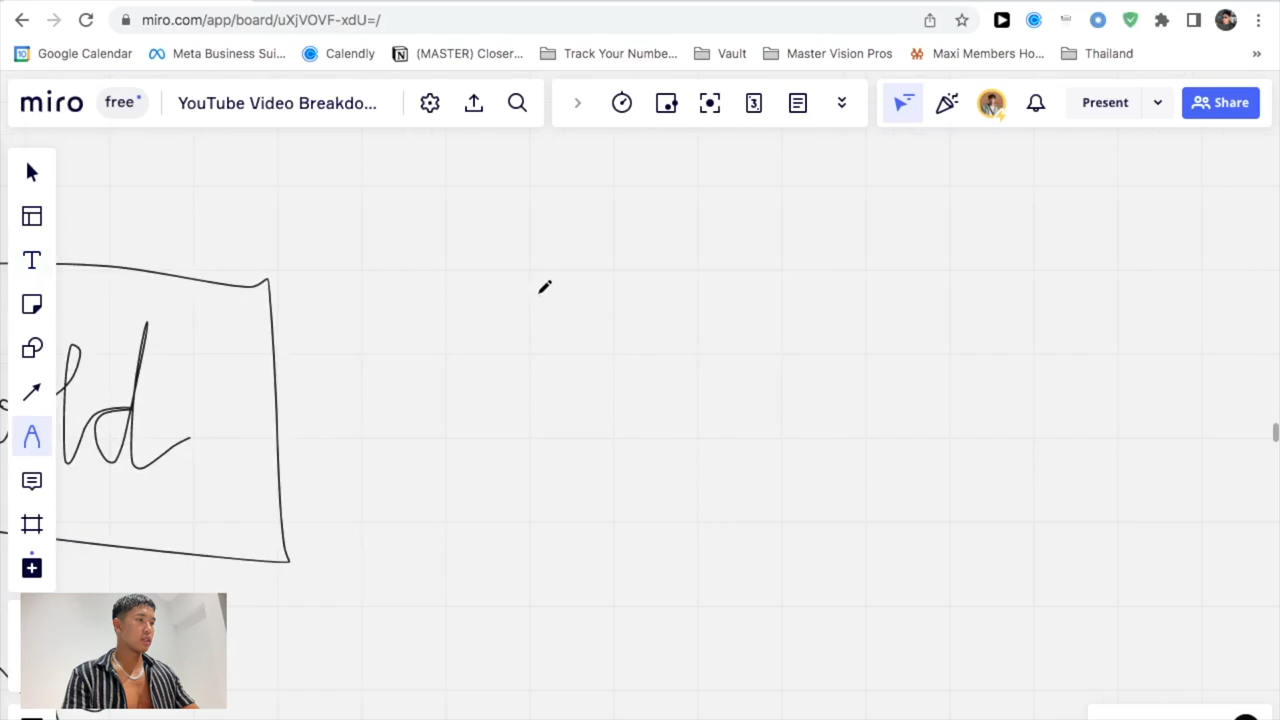 miro.com/app/board/uXjVOVF-xdU=/
10 Google Calendar Meta Business Sui... Calendly (MASTER) Closer... Track Your Numbe... Vault Master Vision Pros Maxi Members Ho... Thailand »
miro free YouTube Video Breakdo... 3 Present Share
ld